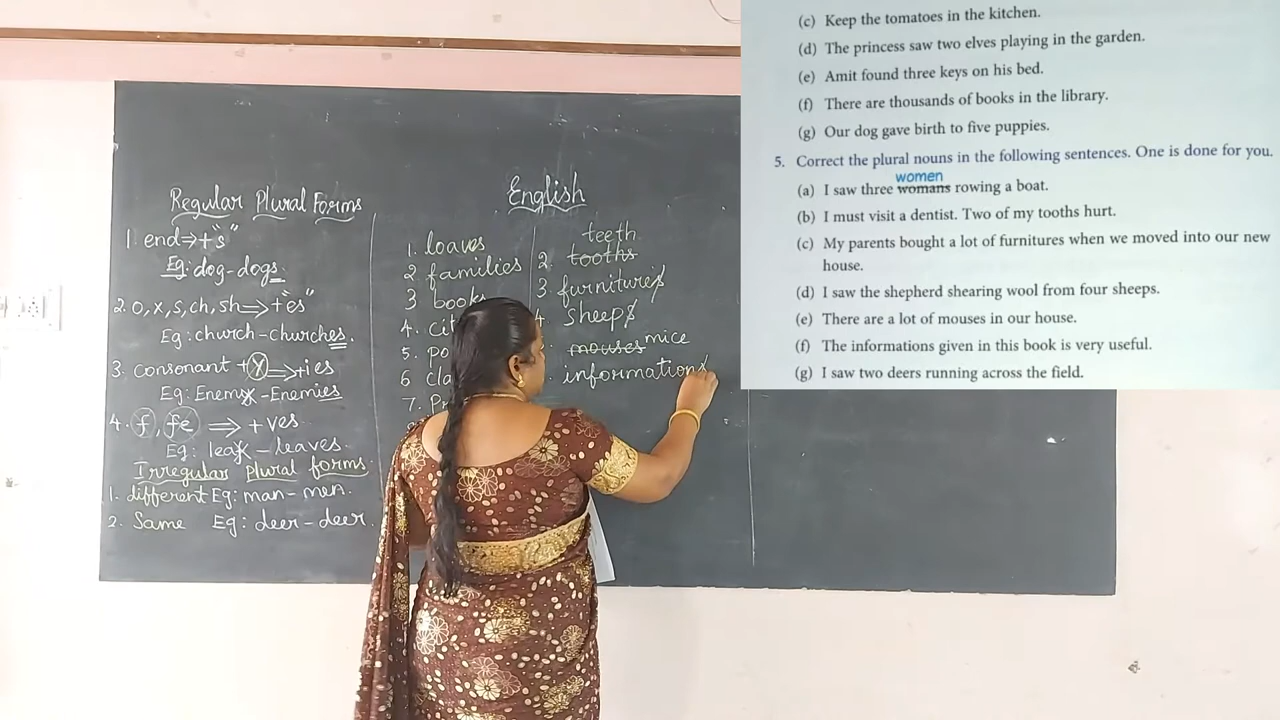 Regular Plural Forms
1. end⇒+"s"
Eg: dog-dogs.
2. o, x, s, ch, sh⇒+"es"
Eg: church-churches.
3. consonant +y⇒+ies
Eg: Enemy-Enemies
4. f, fe ⇒ +ves
Eg: leaf-leaves.
Irregular plural forms
1. different Eg: man-men.
2. Same Eg: deer-deer.
English
1. loaves
2 families
3 books
4.
5.
6
7.
teeth
2. tooths
3. furnitures
4. sheeps
mouses mice
informations
(c) Keep the tomatoes in the kitchen.
(d) The princess saw two elves playing in the garden.
(e) Amit found three keys on his bed.
(f) There are thousands of books in the library.
(g) Our dog gave birth to five puppies.
5. Correct the plural nouns in the following sentences. One is done for you.
women
(a) I saw three womans rowing a boat.
(b) I must visit a dentist. Two of my tooths hurt.
(c) My parents bought a lot of furnitures when we moved into our new
house.
(d) I saw the shepherd shearing wool from four sheeps.
(e) There are a lot of mouses in our house.
(f) The informations given in this book is very useful.
(g) I saw two deers running across the field.